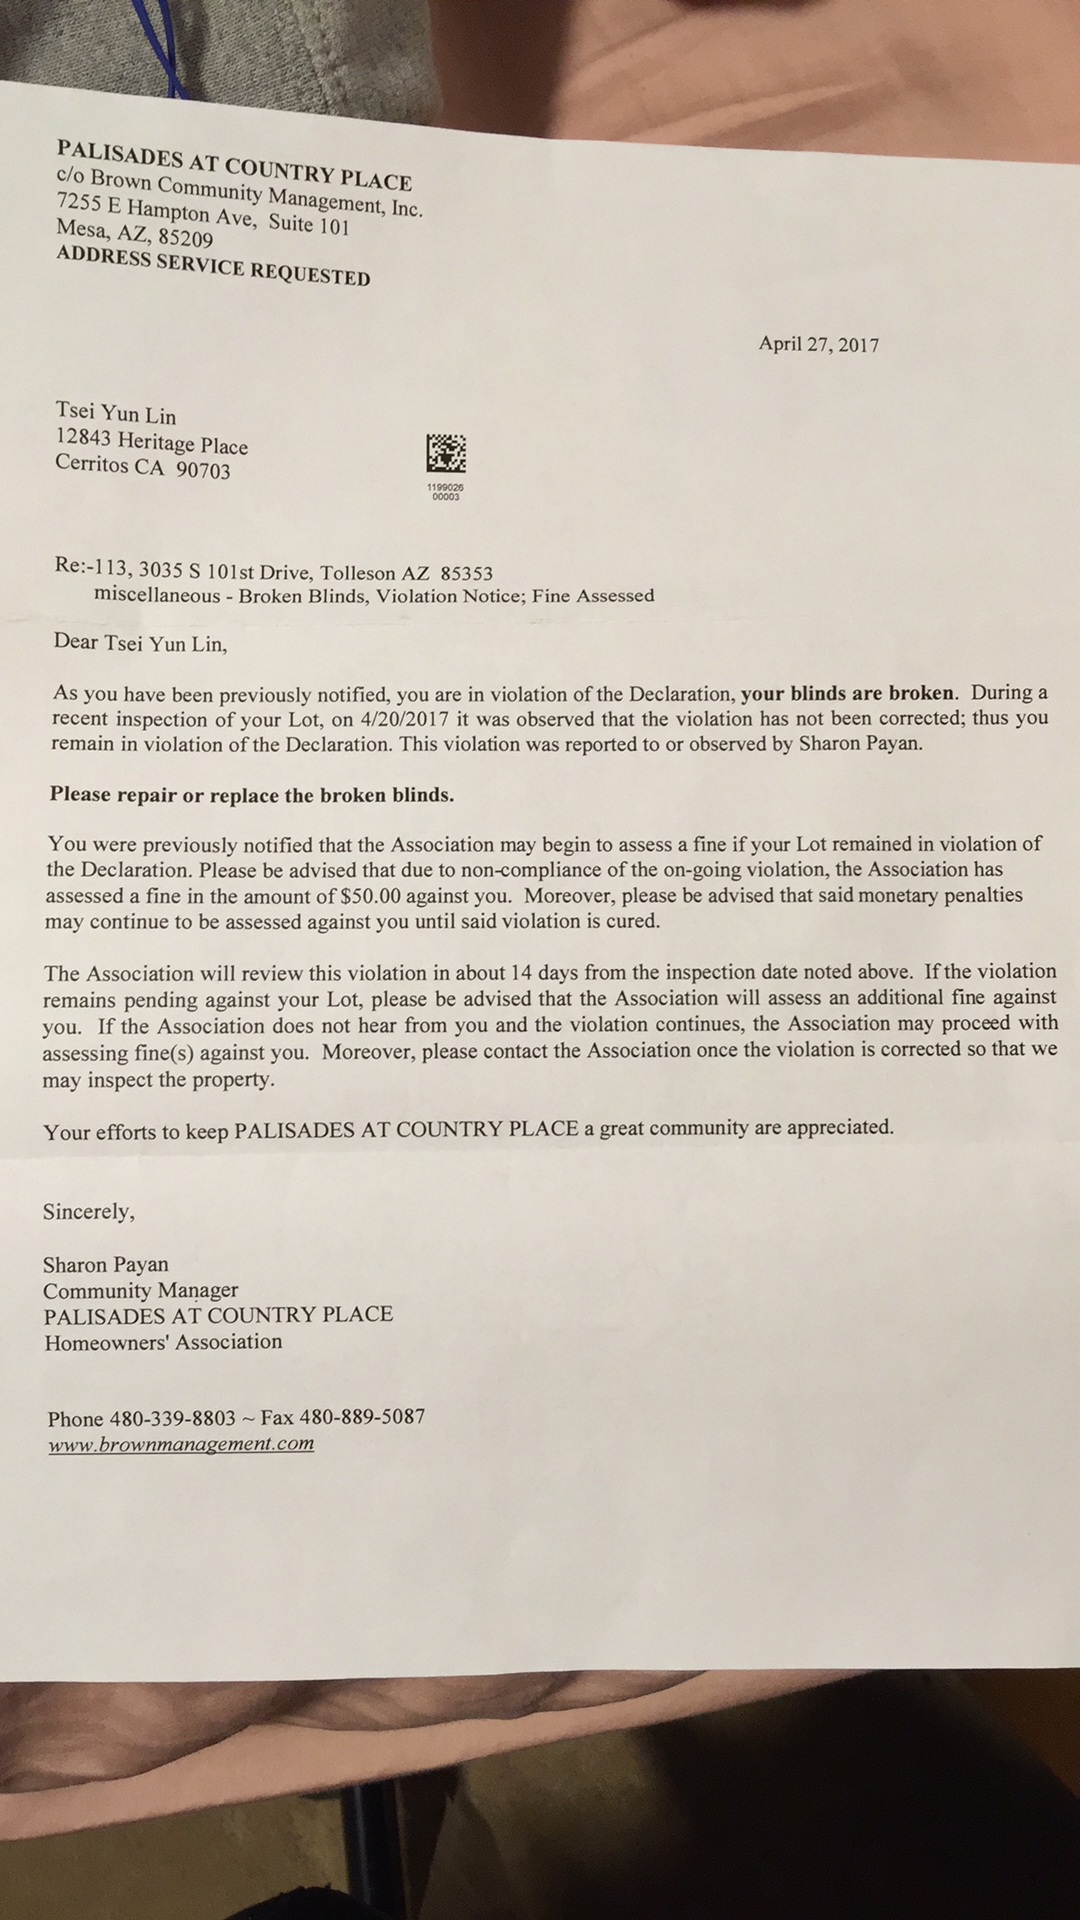 PALISADES AT COUNTRY PLACE
c/o Brown Community Management, Inc.
7255 E Hampton Ave, Suite 101
Mesa, AZ, 85209
ADDRESS SERVICE REQUESTED
April 27, 2017
Tsei Yun Lin
12843 Heritage Place
Cerritos CA 90703
1199026
00003
Re:-113, 3035 S 101st Drive, Tolleson AZ 85353
miscellaneous - Broken Blinds, Violation Notice; Fine Assessed
Dear Tsei Yun Lin,
As you have been previously notified, you are in violation of the Declaration, your blinds are broken. During a
recent inspection of your Lot, on 4/20/2017 it was observed that the violation has not been corrected; thus you
remain in violation of the Declaration. This violation was reported to or observed by Sharon Payan.
Please repair or replace the broken blinds.
You were previously notified that the Association may begin to assess a fine if your Lot remained in violation of
the Declaration. Please be advised that due to non-compliance of the on-going violation, the Association has
assessed a fine in the amount of $50.00 against you. Moreover, please be advised that said monetary penalties
may continue to be assessed against you until said violation is cured.
The Association will review this violation in about 14 days from the inspection date noted above. If the violation
remains pending against your Lot, please be advised that the Association will assess an additional fine against
you. If the Association does not hear from you and the violation continues, the Association may proceed with
assessing fine(s) against you. Moreover, please contact the Association once the violation is corrected so that we
may inspect the property.
Your efforts to keep PALISADES AT COUNTRY PLACE a great community are appreciated.
Sincerely,
Sharon Payan
Community Manager
PALISADES AT COUNTRY PLACE
Homeowners' Association
Phone 480-339-8803 ~ Fax 480-889-5087
www.brownmanagement.com